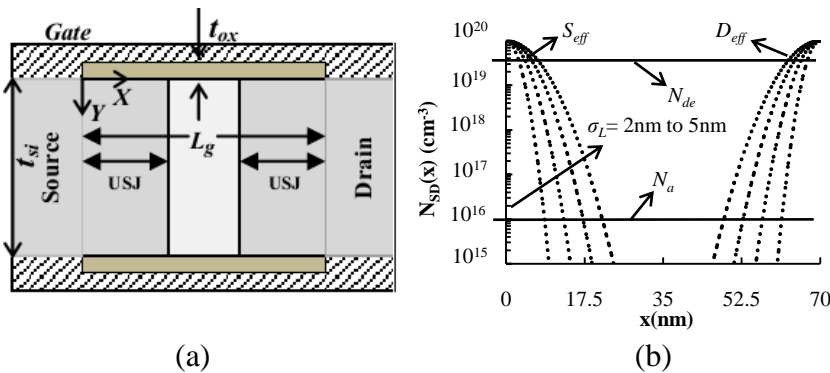 Gate
t_ox
X
Y
L_g
t_si
Source
USJ
USJ
Drain
(a)
N_SD(x) (cm^-3)
10^20
10^19
10^18
10^17
10^16
10^15
S_eff
D_eff
N_de
σ_L= 2nm to 5nm
N_a
0 17.5 35 52.5 70
x(nm)
(b)